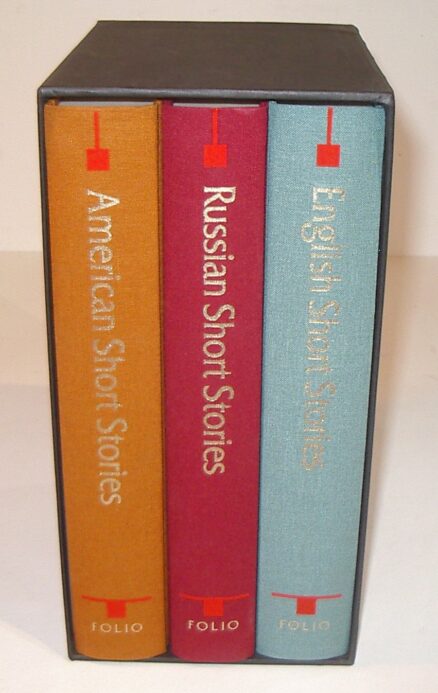 American Short Stories
FOLIO
Russian Short Stories
FOLIO
English Short Stories
FOLIO